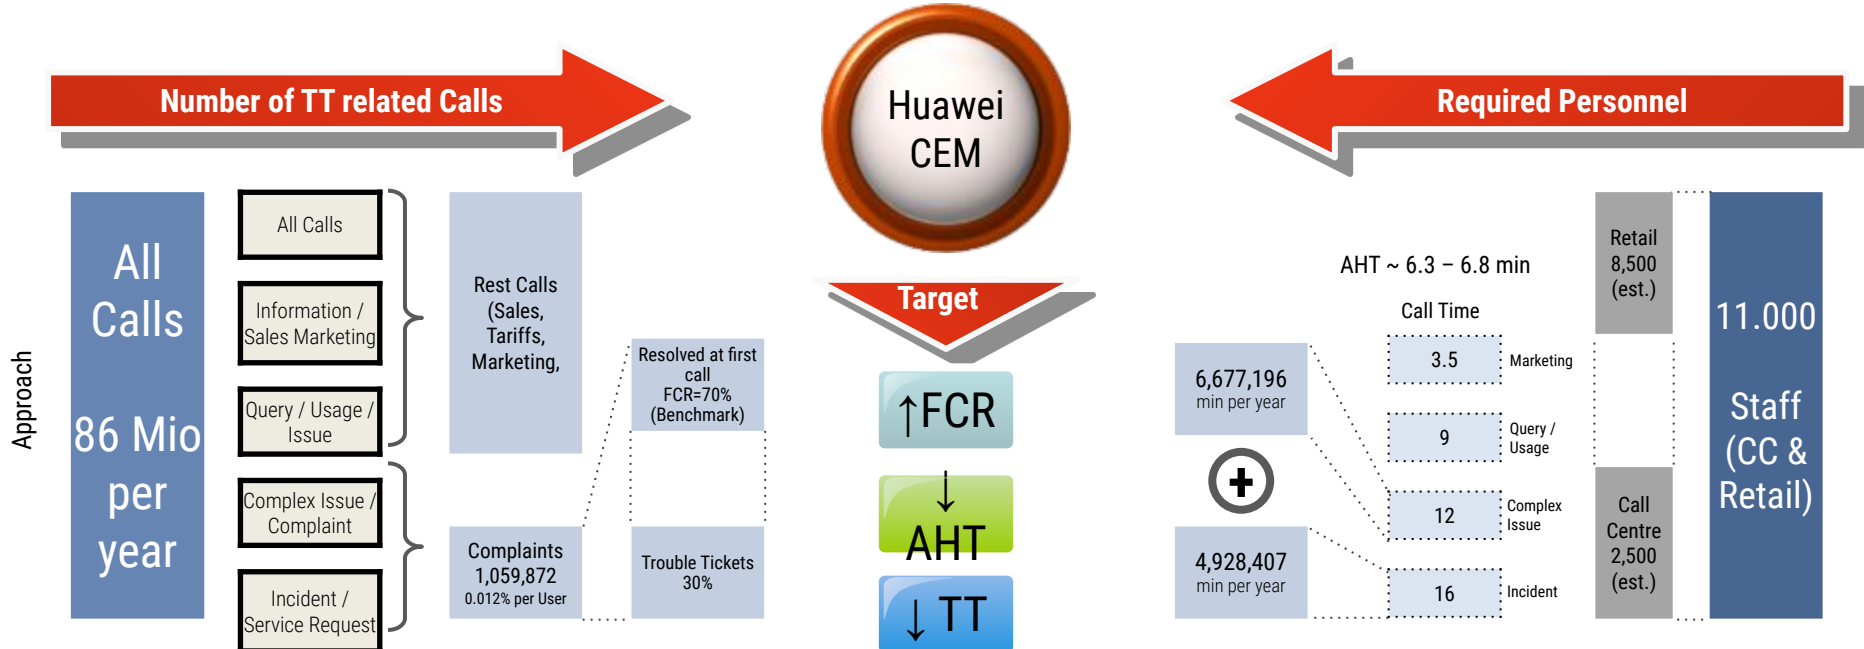 Number of TT related Calls
Huawei
CEM
Required Personnel
Approach
All
Calls
86 Mio
per
year
All Calls
Information /
Sales Marketing
Query / Usage /
Issue
Complex Issue /
Complaint
Incident /
Service Request
Rest Calls
(Sales,
Tariffs,
Marketing,
Complaints
1,059,872
0.012% per User
Resolved at first
call
FCR=70%
(Benchmark)
Trouble Tickets
30%
Target
↑FCR
↓
AHT
↓ TT
6,677,196
min per year
+
4,928,407
min per year
AHT ~ 6.3 – 6.8 min
Call Time
3.5
Marketing
9
Query /
Usage
12
Complex
Issue
16
Incident
Retail
8,500
(est.)
Call
Centre
2,500
(est.)
11.000
Staff
(CC &
Retail)